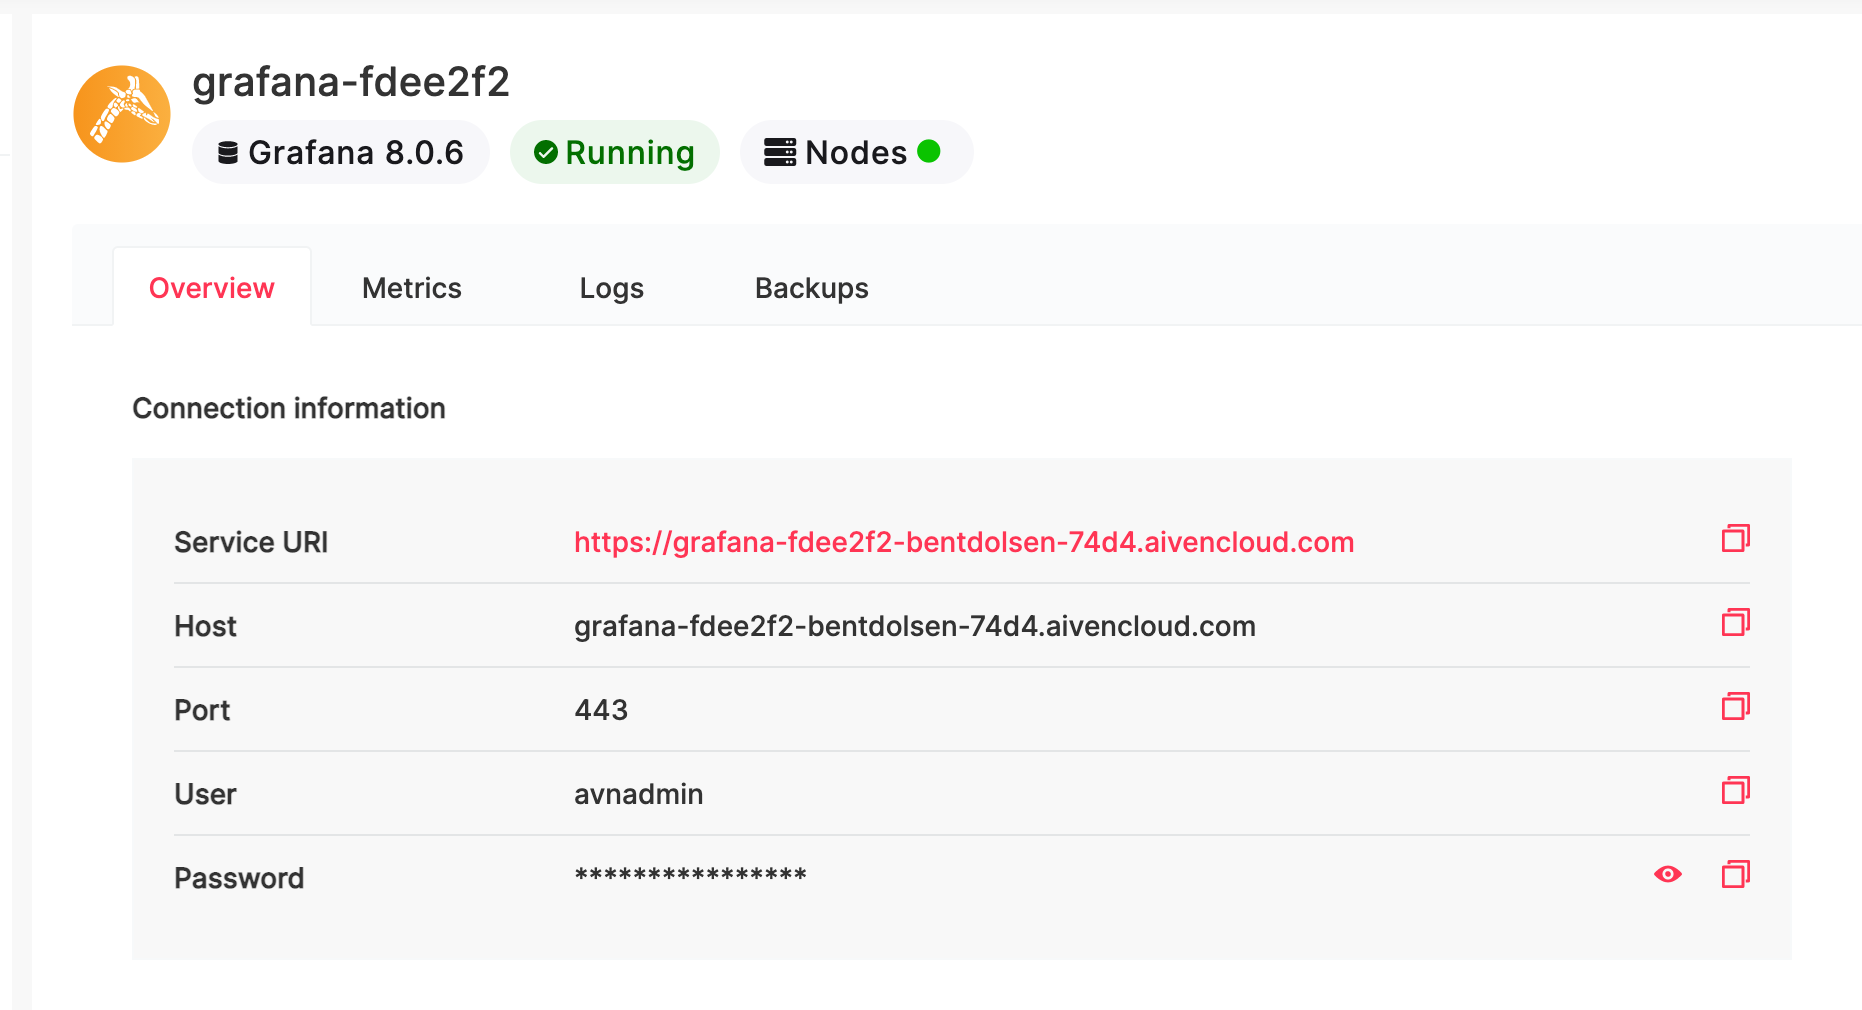 grafana-fdee2f2
Grafana 8.0.6 Running Nodes
Overview Metrics Logs Backups
Connection information
Service URI https://grafana-fdee2f2-bentdolsen-74d4.aivencloud.com
Host grafana-fdee2f2-bentdolsen-74d4.aivencloud.com
Port 443
User avnadmin
Password ****************